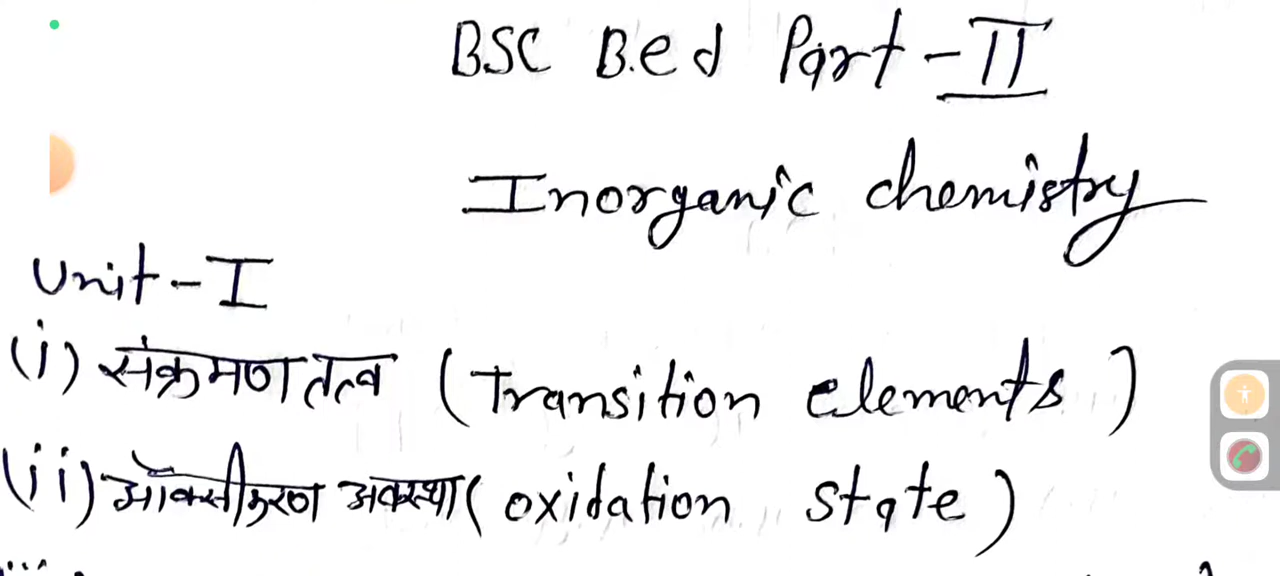 BSC B.ed Part-II
Inorganic chemistry
Unit-I
(i) संक्रमण तत्व (Transition elements)
(ii) ऑक्सीकरण अवस्था (oxidation state)